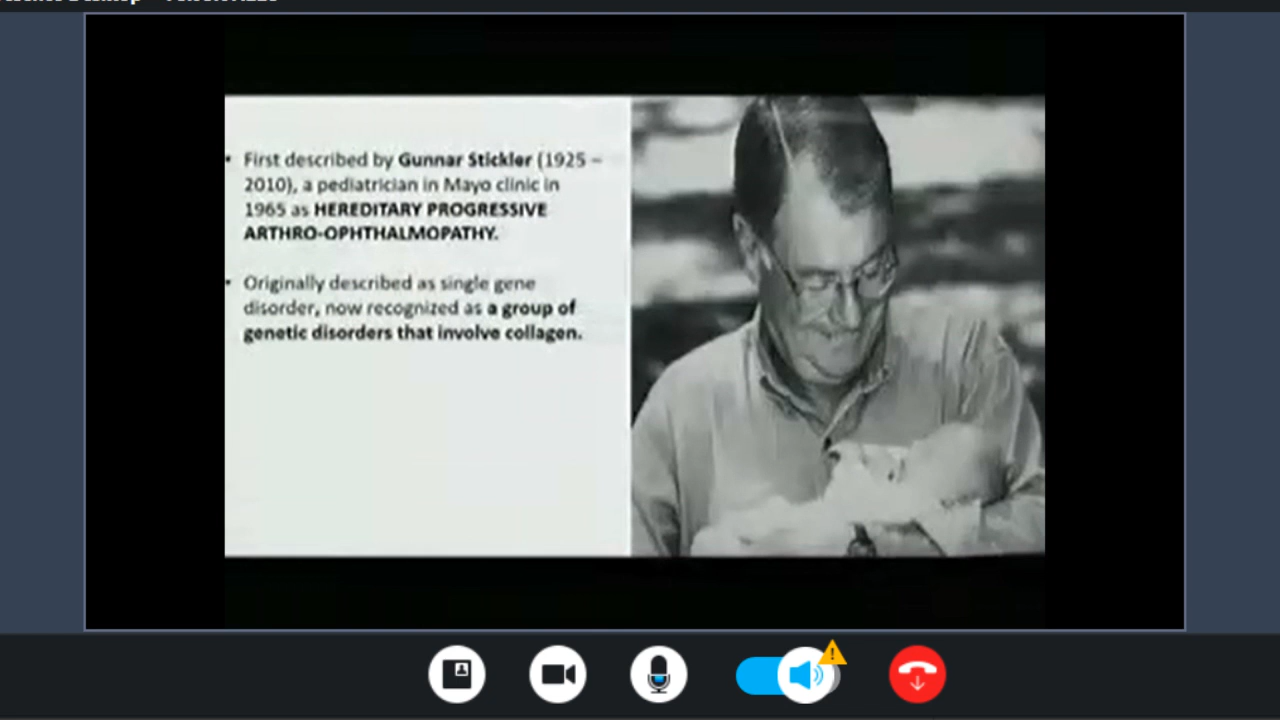 • First described by Gunnar Stickler (1925 –
2010), a pediatrician in Mayo clinic in
1965 as HEREDITARY PROGRESSIVE
ARTHRO-OPHTHALMOPATHY.
• Originally described as single gene
disorder, now recognized as a group of
genetic disorders that involve collagen.